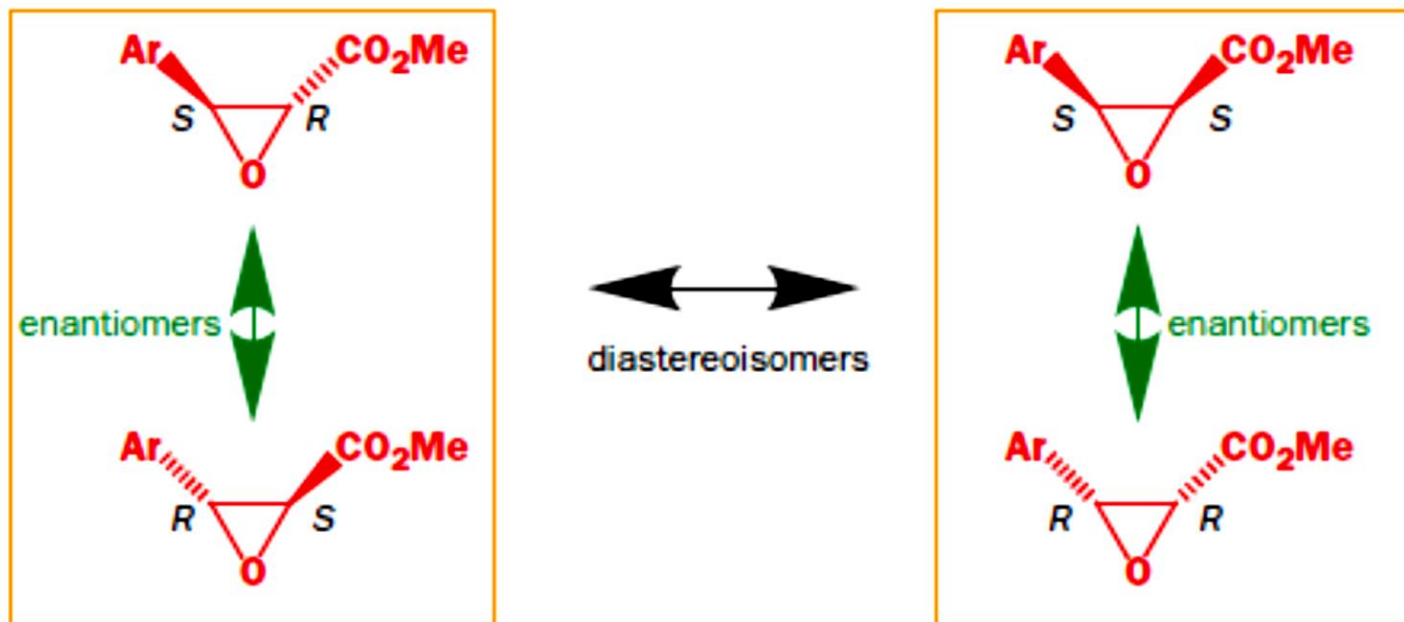 Ar CO2Me Ar CO2Me
S R S S
O O
enantiomers enantiomers
diastereoisomers
Ar CO2Me Ar CO2Me
R S R R
O O